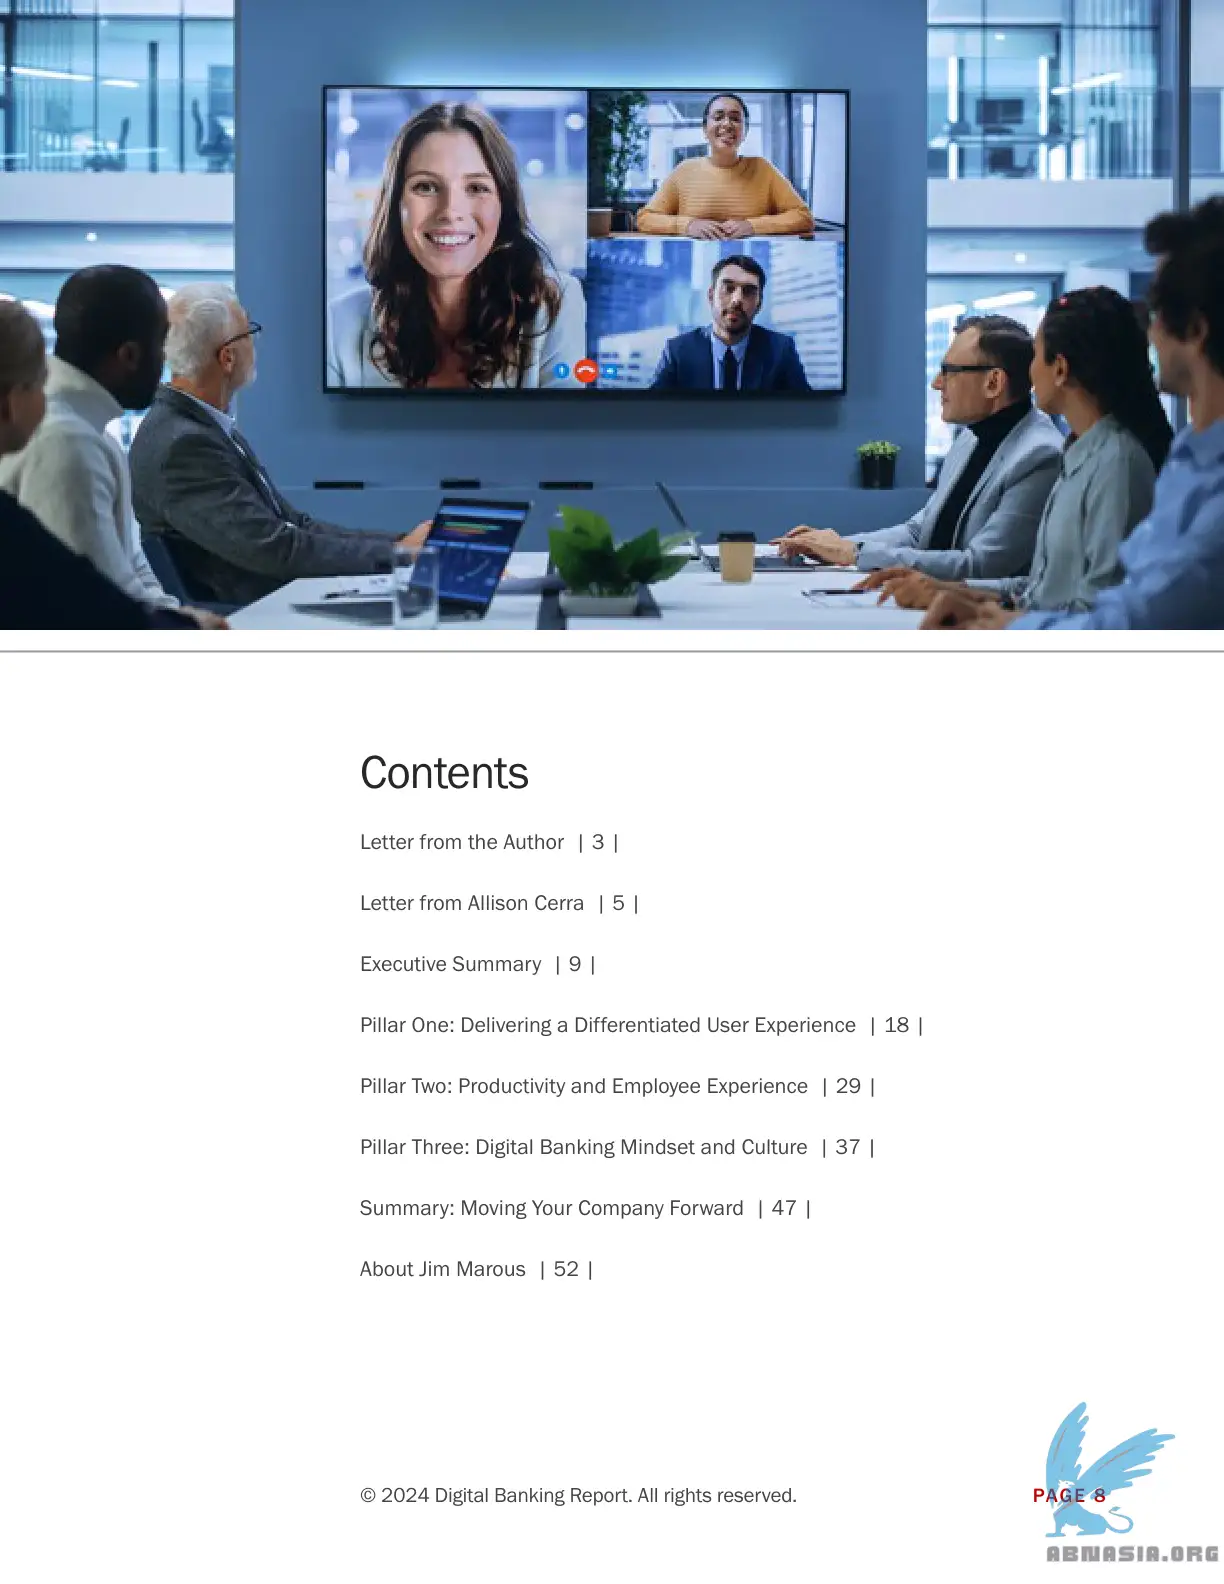 Contents
Letter from the Author | 3 |
Letter from Allison Cerra | 5 |
Executive Summary | 9 |
Pillar One: Delivering a Differentiated User Experience | 18 |
Pillar Two: Productivity and Employee Experience | 29 |
Pillar Three: Digital Banking Mindset and Culture | 37 |
Summary: Moving Your Company Forward | 47 |
About Jim Marous | 52 |
© 2024 Digital Banking Report. All rights reserved.
PAGE 8
ABNASIA.ORG